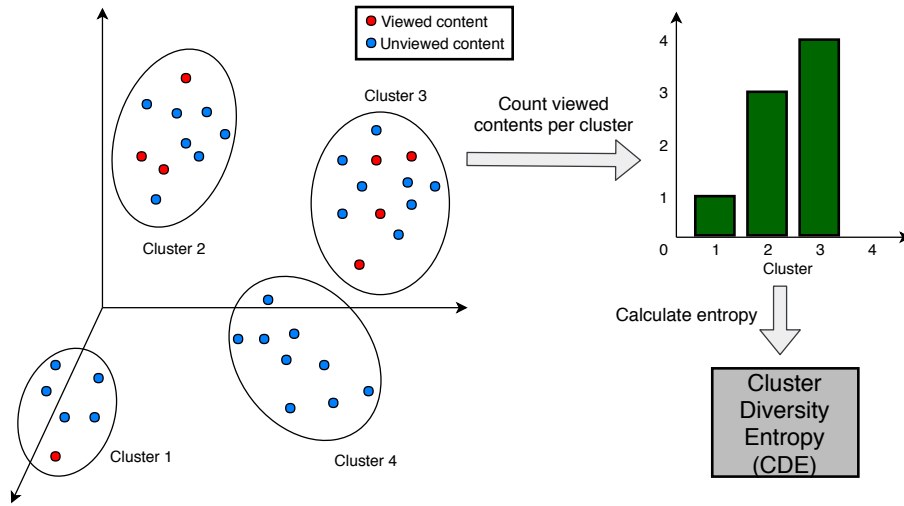 Viewed content
Unviewed content
Cluster 2
Cluster 3
Cluster 1
Cluster 4
Count viewed
contents per cluster
4
3
2
1
0
1 2 3 4
Cluster
Calculate entropy
Cluster
Diversity
Entropy
(CDE)